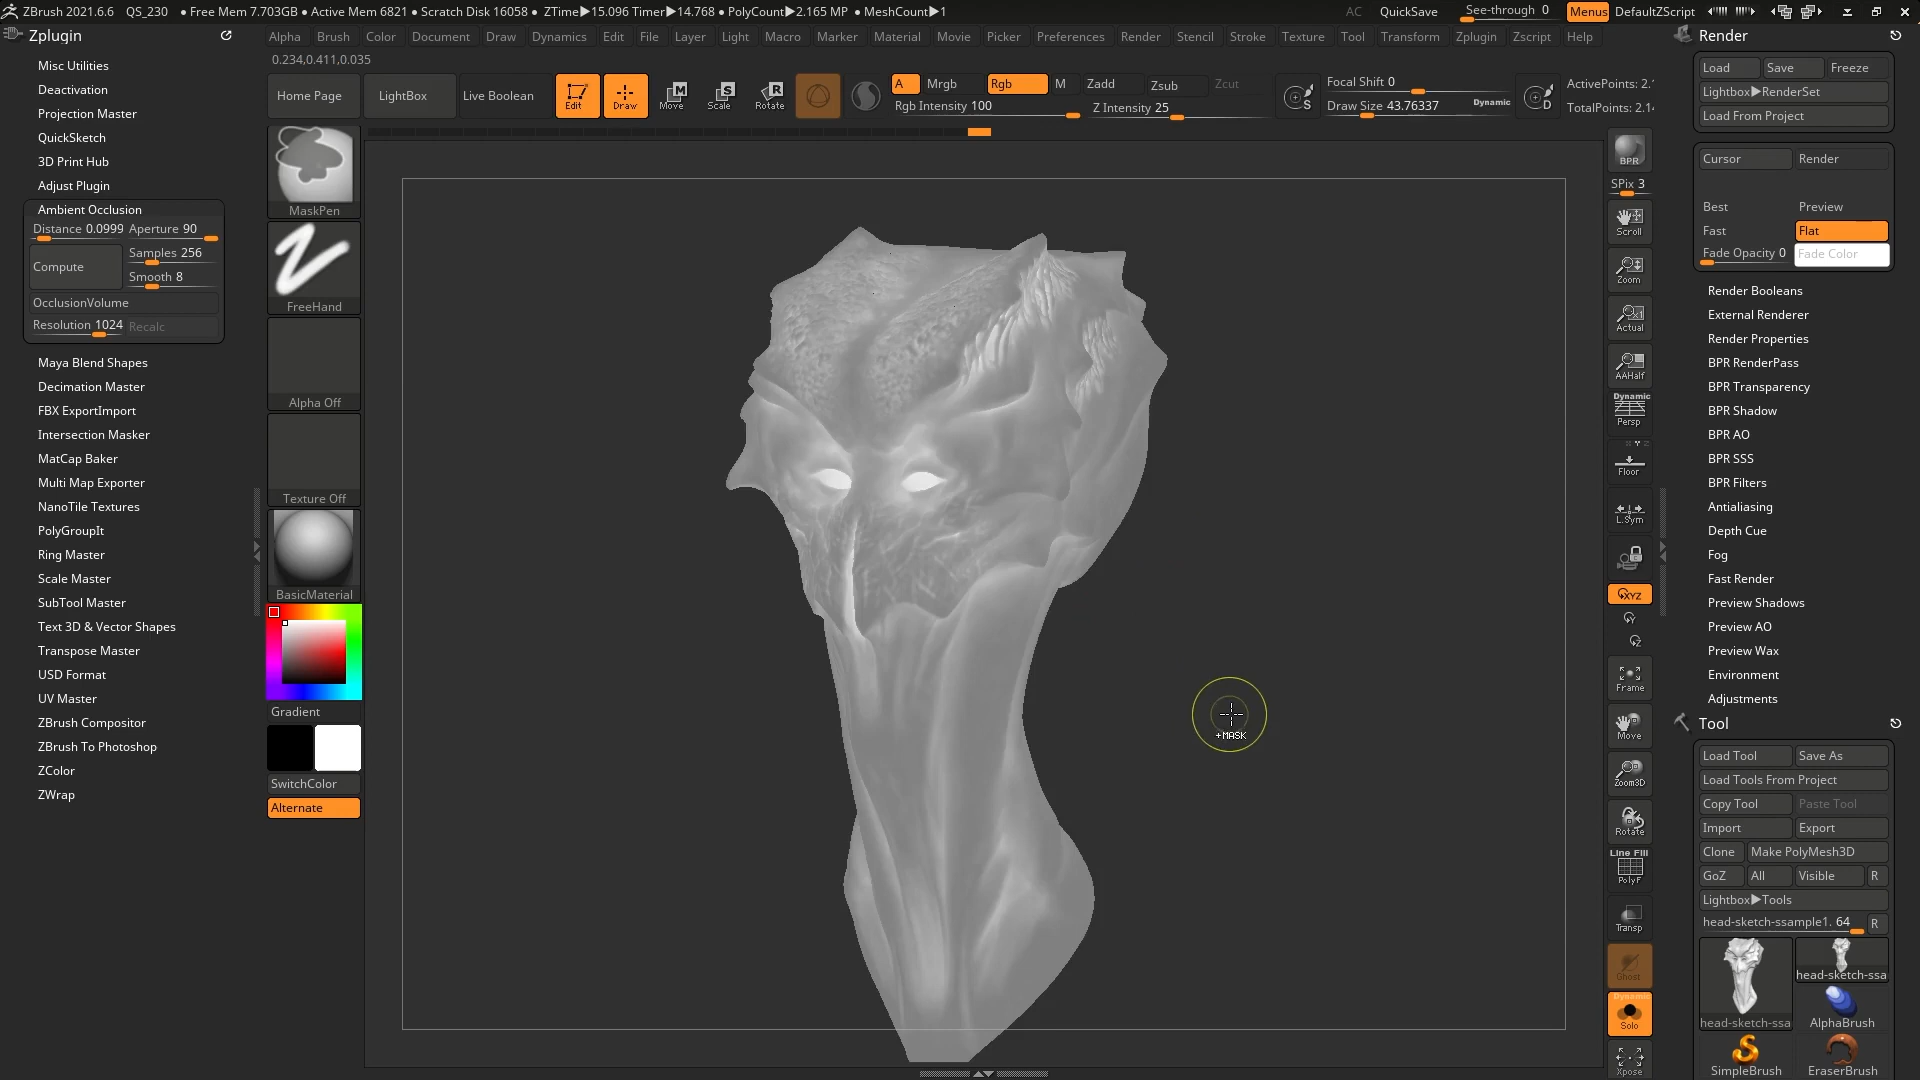 ZBrush 2021.6.6 QS_230 • Free Mem 7.703GB • Active Mem 6821 • Scratch Disk 16058 • ZTime▶15.096 Timer▶14.768 • PolyCount▶2.165 MP • MeshCount▶1 AC QuickSave See-through 0 Menus DefaultZScript
Zplugin
Alpha Brush Color Document Draw Dynamics Edit File Layer Light Macro Marker Material Movie Picker Preferences Render Stencil Stroke Texture Tool Transform Zplugin Zscript Help
0.234,0.411,0.035
Home Page LightBox Live Boolean Edit Draw Move Scale Rotate
M S R
A Mrgb Rgb M Zadd Zsub Zcut
Rgb Intensity 100 Z Intensity 25
S Focal Shift 0
Draw Size 43.76337 Dynamic D
ActivePoints: 2.
TotalPoints: 2.14
Misc Utilities
Deactivation
Projection Master
QuickSketch
3D Print Hub
Adjust Plugin
Ambient Occlusion
Distance 0.0999 Aperture 90
Compute Samples 256
Smooth 8
OcclusionVolume
Resolution 1024 Recalc
Maya Blend Shapes
Decimation Master
FBX ExportImport
Intersection Masker
MatCap Baker
Multi Map Exporter
NanoTile Textures
PolyGroupIt
Ring Master
Scale Master
SubTool Master
Text 3D & Vector Shapes
Transpose Master
USD Format
UV Master
ZBrush Compositor
ZBrush To Photoshop
ZColor
ZWrap
MaskPen
FreeHand
Alpha Off
Texture Off
BasicMaterial
Gradient
SwitchColor
Alternate
+MASK
BPR
SPix 3
Scroll
Zoom
Actual
AAHalf
Dynamic
Persp
Floor
L.Sym
XYZ
Frame
Move
Zoom3D
Rotate
Line Fill
PolyF
Transp
Ghost
Dynamic
Solo
Xpose
Render
Load Save Freeze
Lightbox▶RenderSet
Load From Project
Cursor Render
Best Preview
Fast Flat
Fade Opacity 0 Fade Color
Render Booleans
External Renderer
Render Properties
BPR RenderPass
BPR Transparency
BPR Shadow
BPR AO
BPR SSS
BPR Filters
Antialiasing
Depth Cue
Fog
Fast Render
Preview Shadows
Preview AO
Preview Wax
Environment
Adjustments
Tool
Load Tool Save As
Load Tools From Project
Copy Tool Paste Tool
Import Export
Clone Make PolyMesh3D
GoZ All Visible R
Lightbox▶Tools
head-sketch-ssample1. 64 R
head-sketch-ssa
head-sketch-ssa AlphaBrush
SimpleBrush EraserBrush